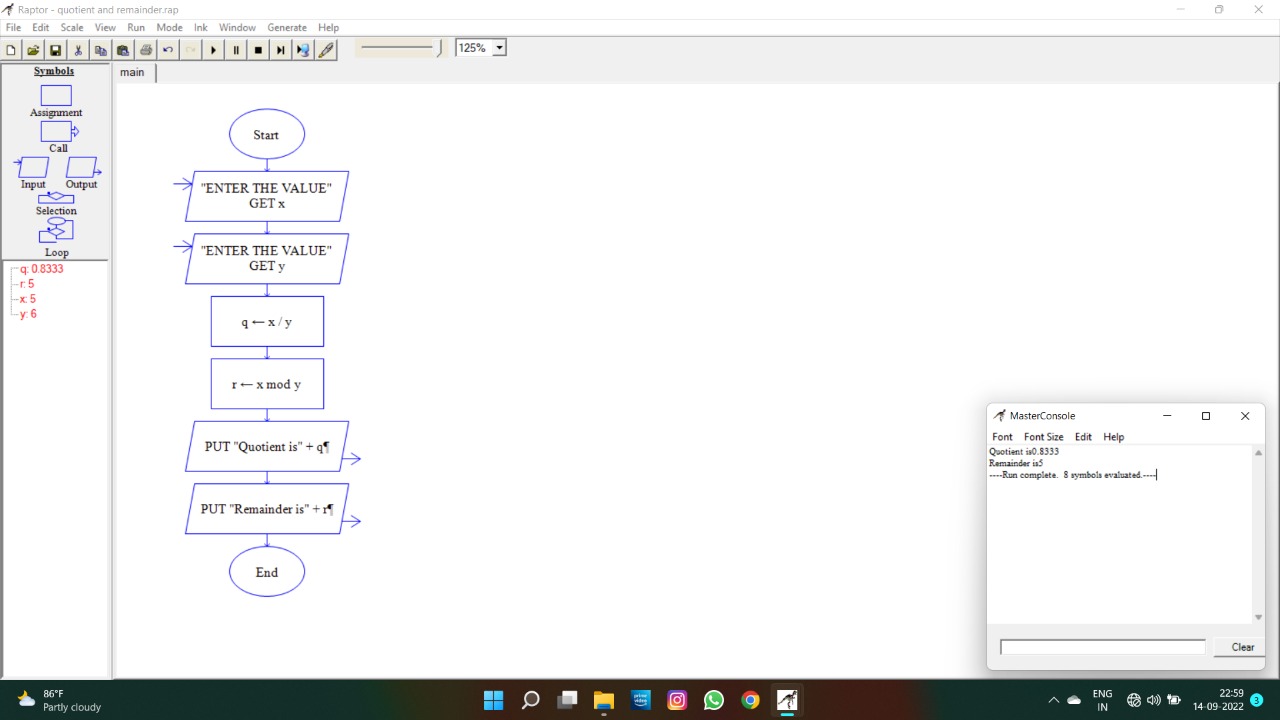 Raptor - quotient and remainder.rap
File Edit Scale View Run Mode Ink Window Generate Help
125%
Symbols
main
Assignment
Call
Input Output
Selection
Loop
q: 0.8333
r: 5
x: 5
y: 6
Start
"ENTER THE VALUE"
GET x
"ENTER THE VALUE"
GET y
q ← x / y
r ← x mod y
PUT "Quotient is" + q¶
PUT "Remainder is" + r¶
End
MasterConsole
Font Font Size Edit Help
Quotient is0.8333
Remainder is5
----Run complete.  8 symbols evaluated.----
Clear
86°F
Partly cloudy
prime video
ENG
IN
22:59
14-09-2022
3